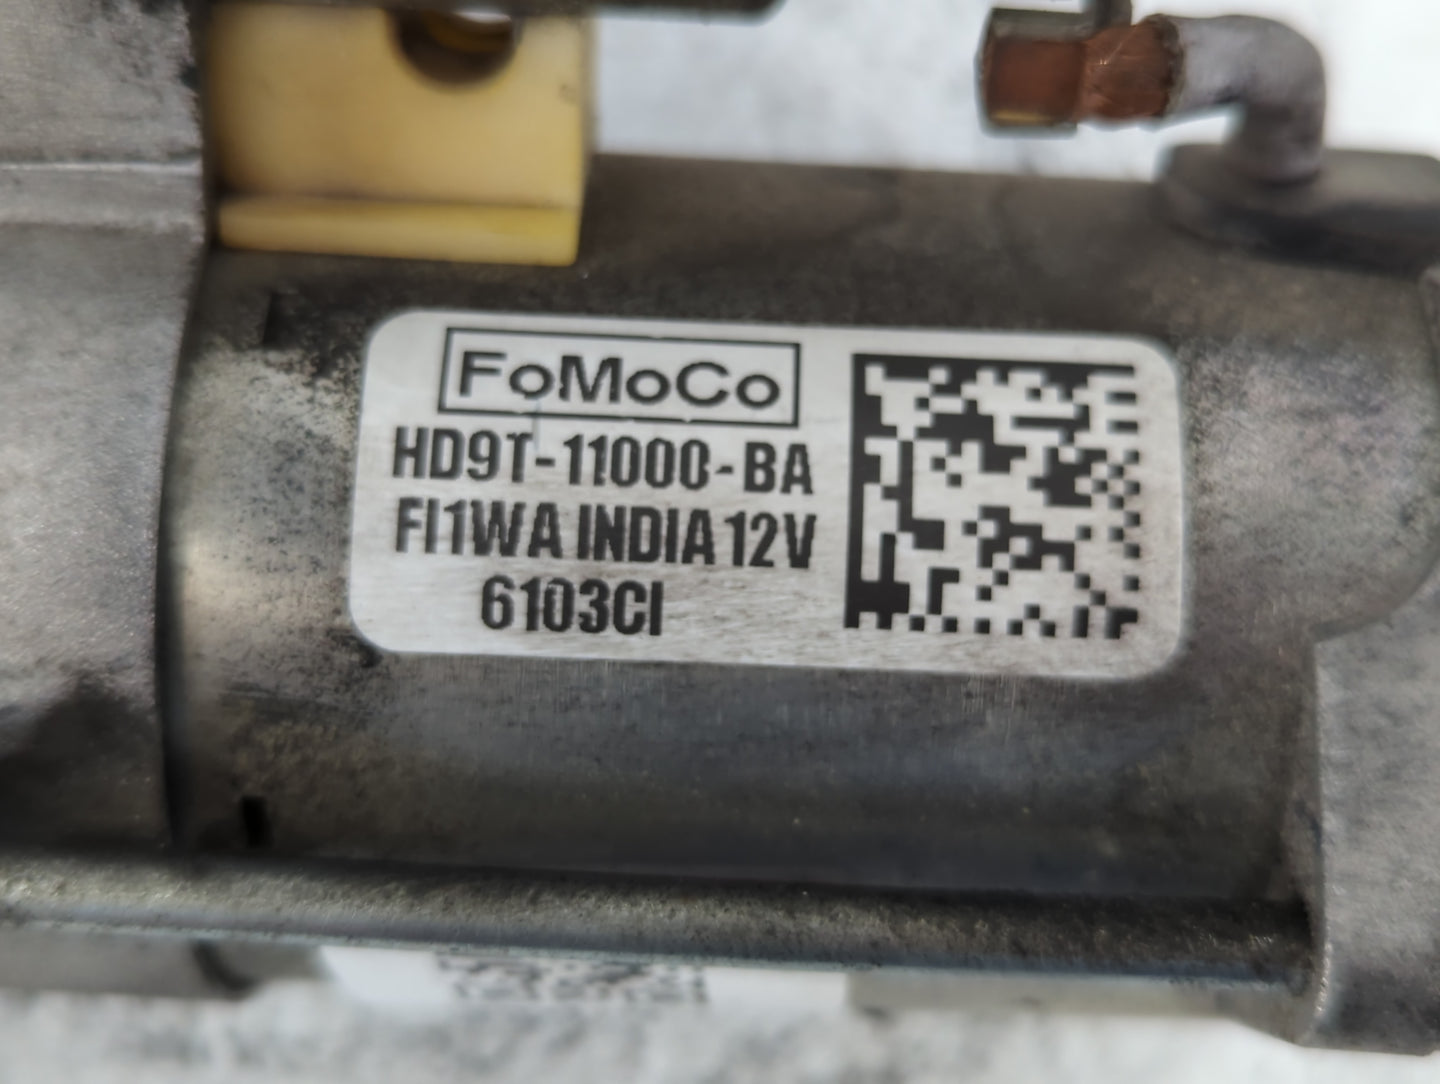 FoMoCo
HD9T-11000-BA
FI1WA INDIA 12V
6103CI